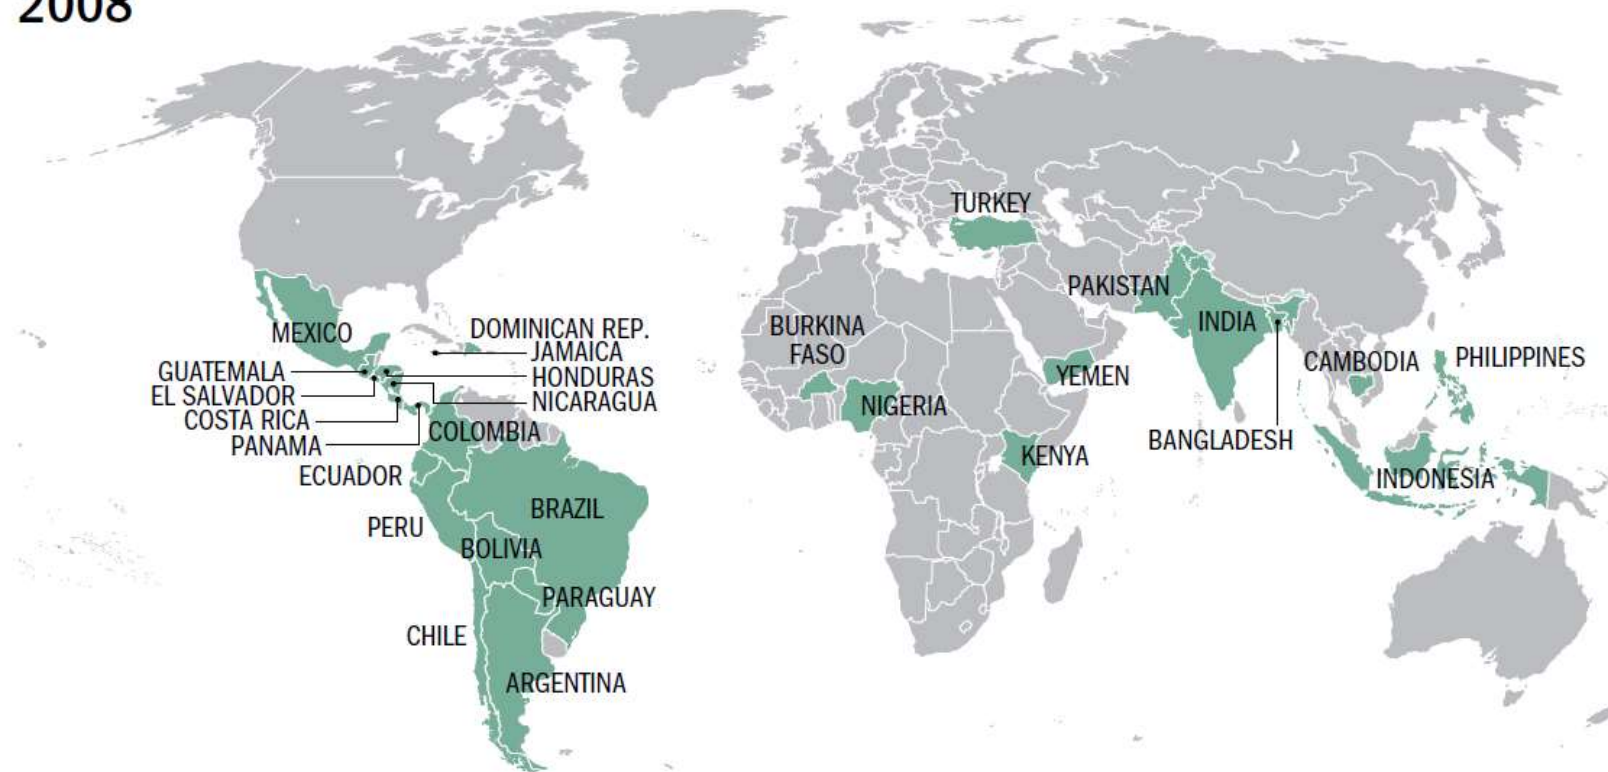 2008
TURKEY
PAKISTAN
MEXICO
DOMINICAN REP.
JAMAICA
GUATEMALA
HONDURAS
EL SALVADOR
NICARAGUA
COSTA RICA
PANAMA
COLOMBIA
ECUADOR
PERU
BRAZIL
BOLIVIA
PARAGUAY
CHILE
ARGENTINA
BURKINA
FASO
NIGERIA
YEMEN
KENYA
INDIA
BANGLADESH
CAMBODIA
PHILIPPINES
INDONESIA